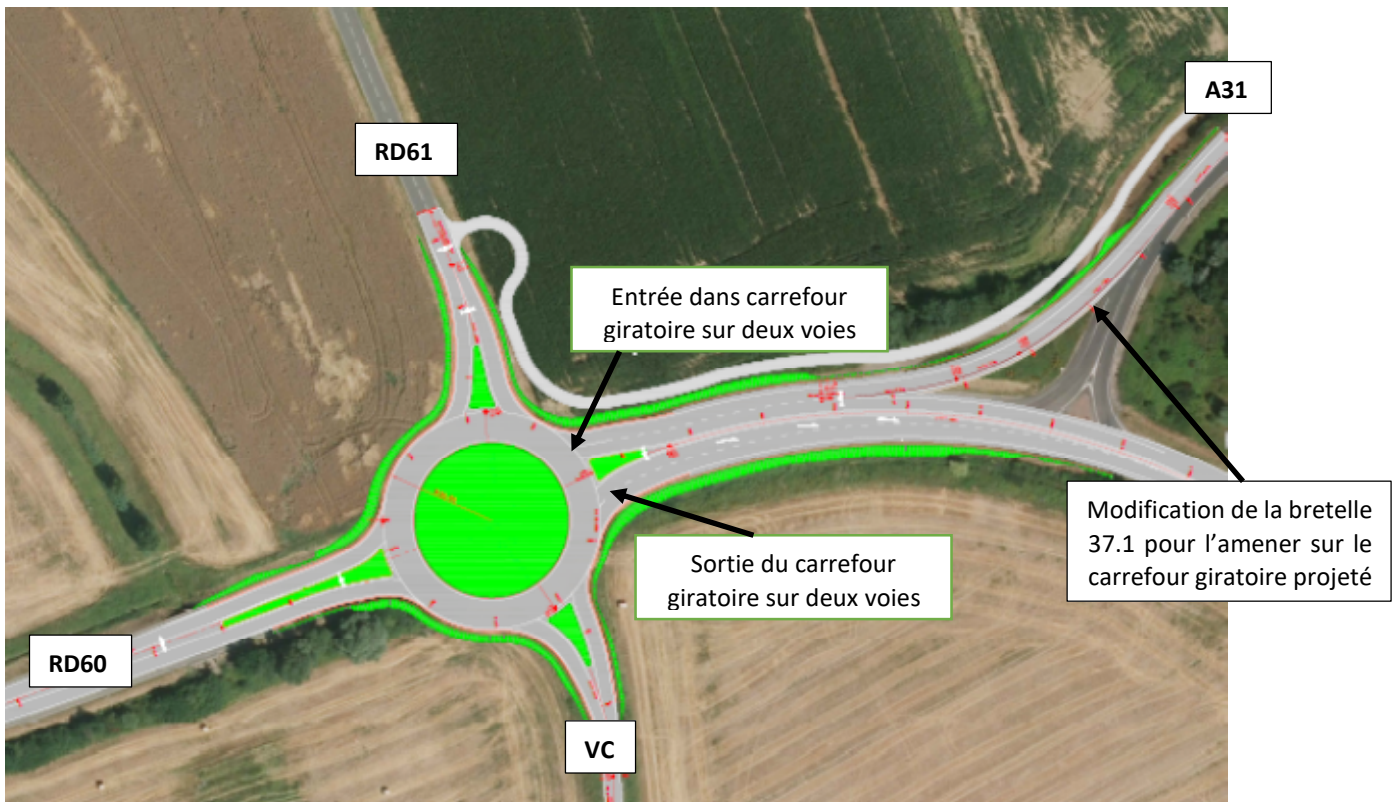 A31
RD61
Entrée dans carrefour
giratoire sur deux voies
Modification de la bretelle
37.1 pour l'amener sur le
carrefour giratoire projeté
Sortie du carrefour
giratoire sur deux voies
RD60
VC